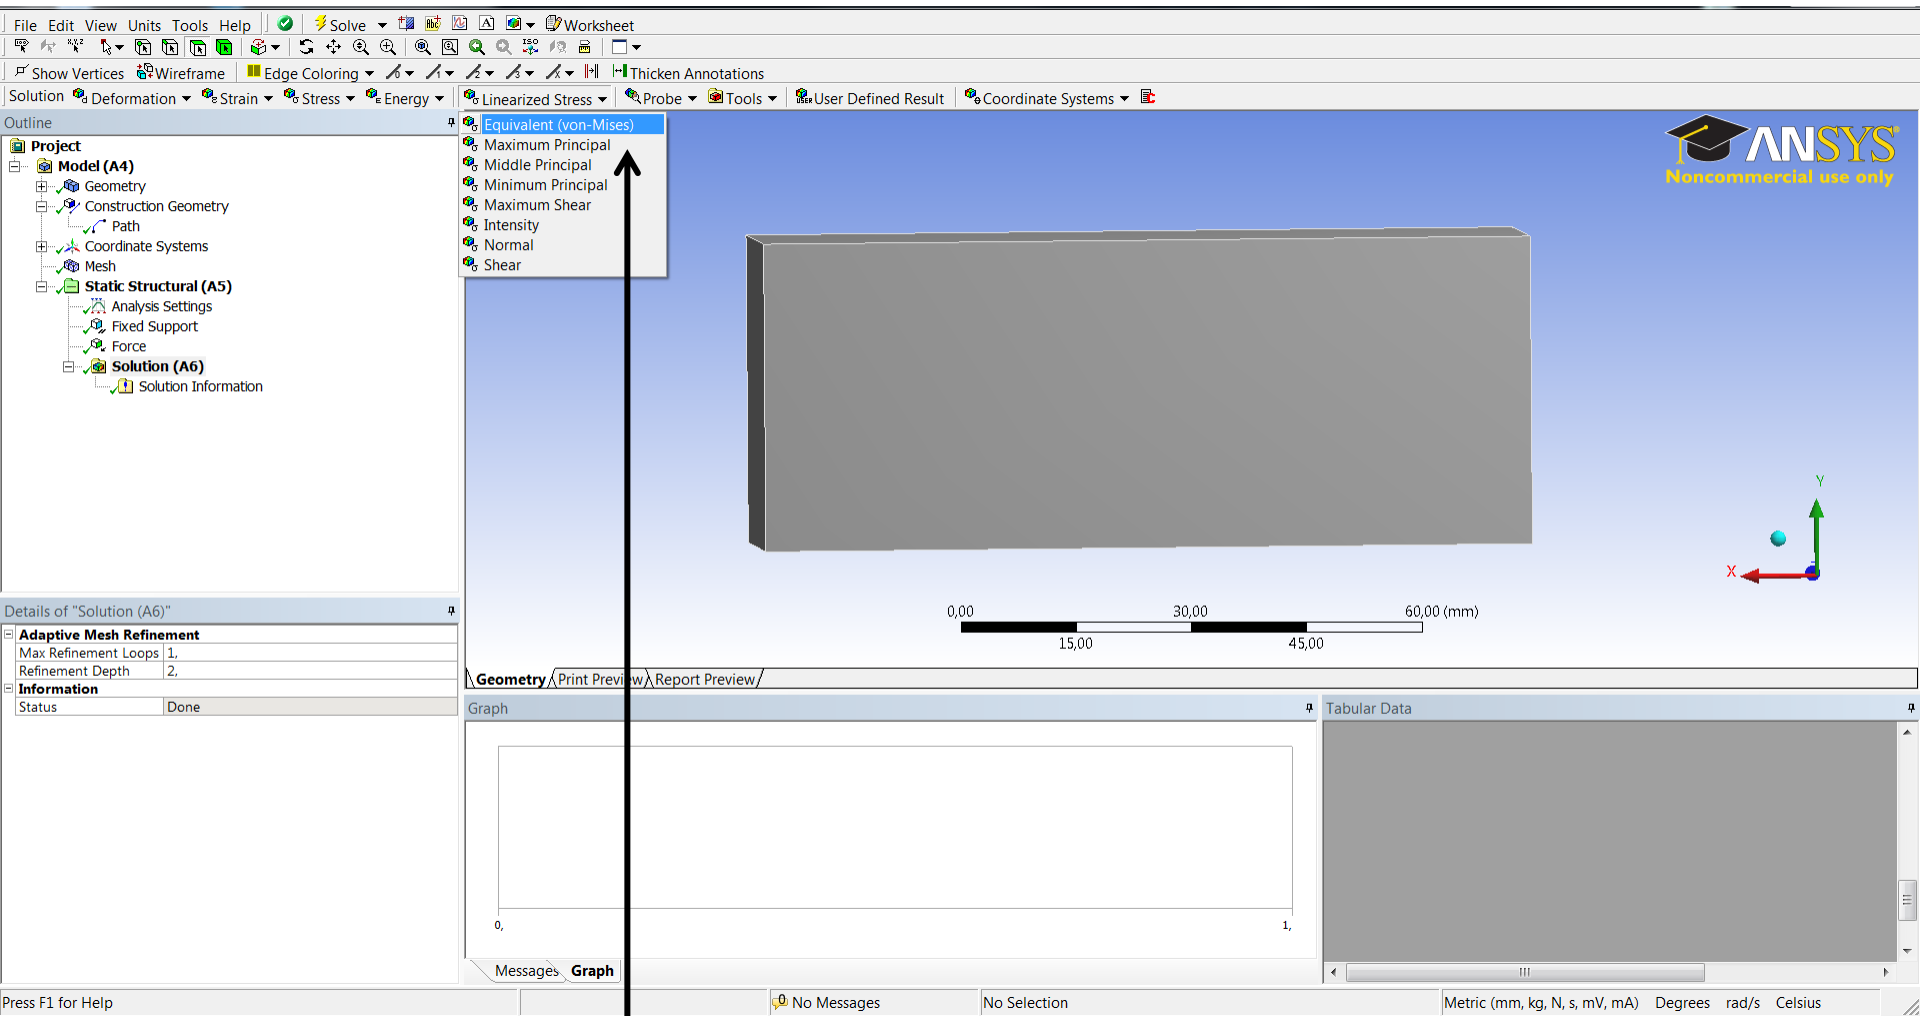 File Edit View Units Tools Help Solve Worksheet
Show Vertices Wireframe Edge Coloring Thicken Annotations
Solution Deformation Strain Stress Energy Linearized Stress Probe Tools User Defined Result Coordinate Systems
Outline
Project
Model (A4)
Geometry
Construction Geometry
Path
Coordinate Systems
Mesh
Static Structural (A5)
Analysis Settings
Fixed Support
Force
Solution (A6)
Solution Information
Equivalent (von-Mises)
Maximum Principal
Middle Principal
Minimum Principal
Maximum Shear
Intensity
Normal
Shear
ANSYS
Noncommercial use only
Y
X
0,00 30,00 60,00 (mm)
15,00 45,00
Geometry Print Preview Report Preview
Details of "Solution (A6)"
Adaptive Mesh Refinement
Max Refinement Loops 1,
Refinement Depth 2,
Information
Status Done
Graph
0, 1,
Messages Graph
Tabular Data
Press F1 for Help
0 No Messages
No Selection
Metric (mm, kg, N, s, mV, mA) Degrees rad/s Celsius